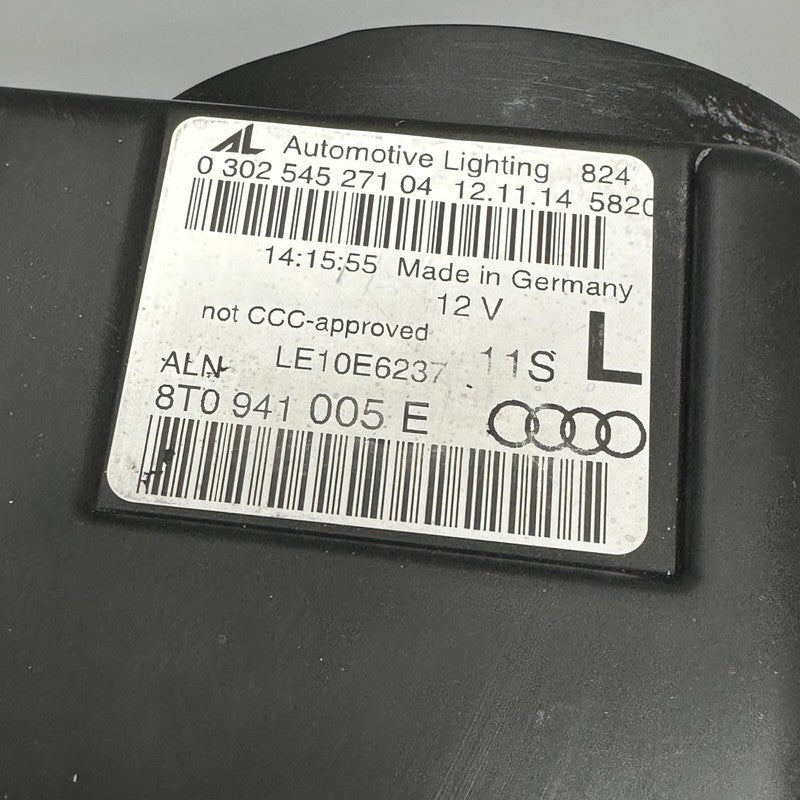 AL Automotive Lighting 824
0 302 545 271 04 12.11.14 5820
14:15:55 Made in Germany
12 V
not CCC-approved
ALN LE10E6237 11S L
8T0 941 005 E